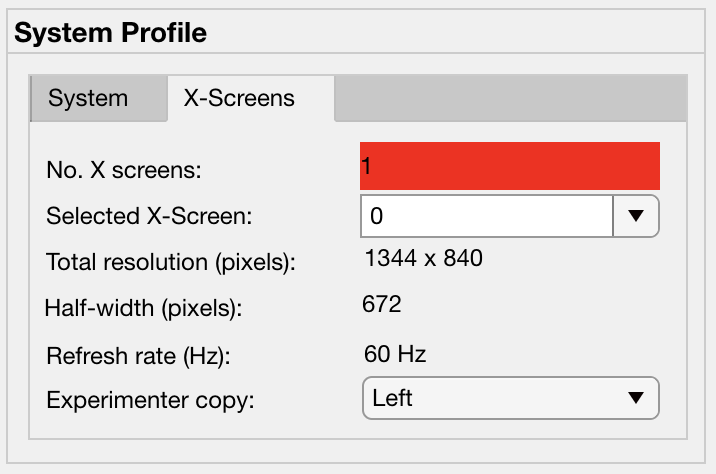 System Profile
System X-Screens
No. X screens: 1
Selected X-Screen: 0
Total resolution (pixels): 1344 x 840
Half-width (pixels): 672
Refresh rate (Hz): 60 Hz
Experimenter copy: Left